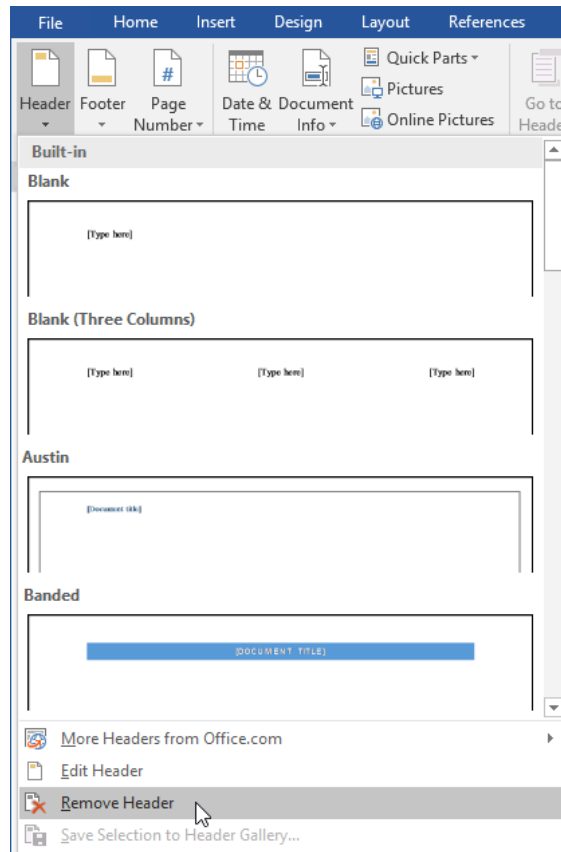 File Home Insert Design Layout References
Header Footer Page Number Date & Time Document Info Quick Parts
Pictures
Online Pictures
Go to
Heade
Built-in
Blank
[Type here]
Blank (Three Columns)
[Type here] [Type here] [Type here]
Austin
[Document title]
Banded
[DOCUMENT TITLE]
More Headers from Office.com
Edit Header
Remove Header
Save Selection to Header Gallery...